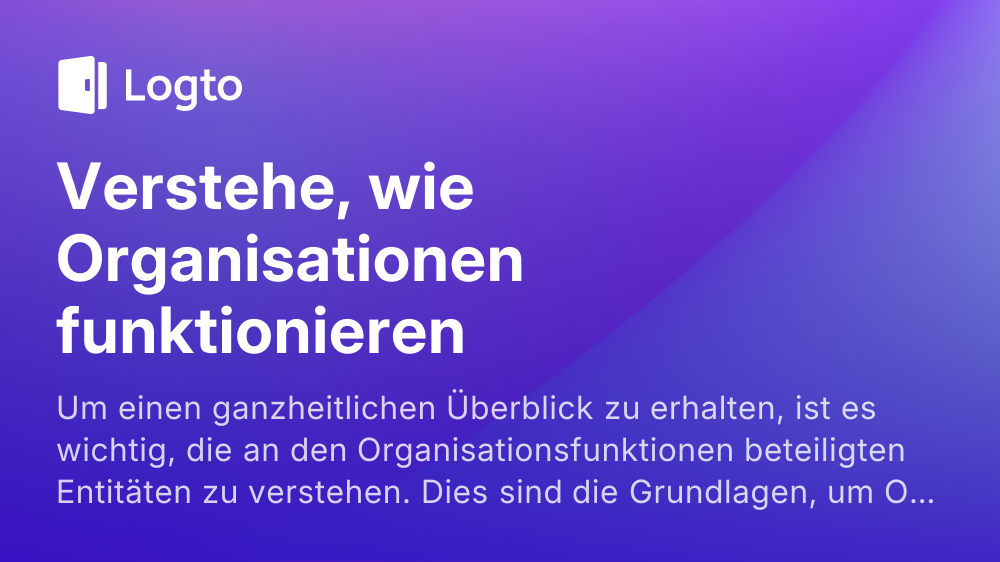 Logto
Verstehe, wie
Organisationen
funktionieren
Um einen ganzheitlichen Überblick zu erhalten, ist es
wichtig, die an den Organisationsfunktionen beteiligten
Entitäten zu verstehen. Dies sind die Grundlagen, um O...